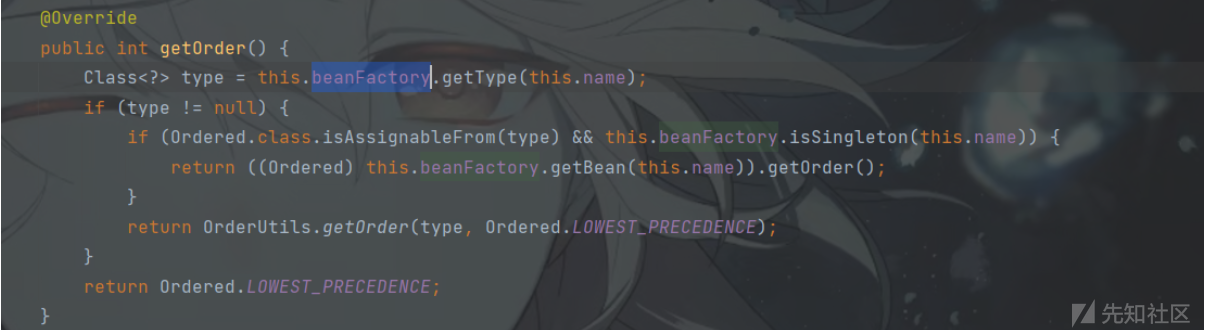 @Override
public int getOrder() {
    Class<?> type = this.beanFactory.getType(this.name);
    if (type != null) {
        if (Ordered.class.isAssignableFrom(type) && this.beanFactory.isSingleton(this.name)) {
            return ((Ordered) this.beanFactory.getBean(this.name)).getOrder();
        }
        return OrderUtils.getOrder(type, Ordered.LOWEST_PRECEDENCE);
    }
    return Ordered.LOWEST_PRECEDENCE;
}
先知社区